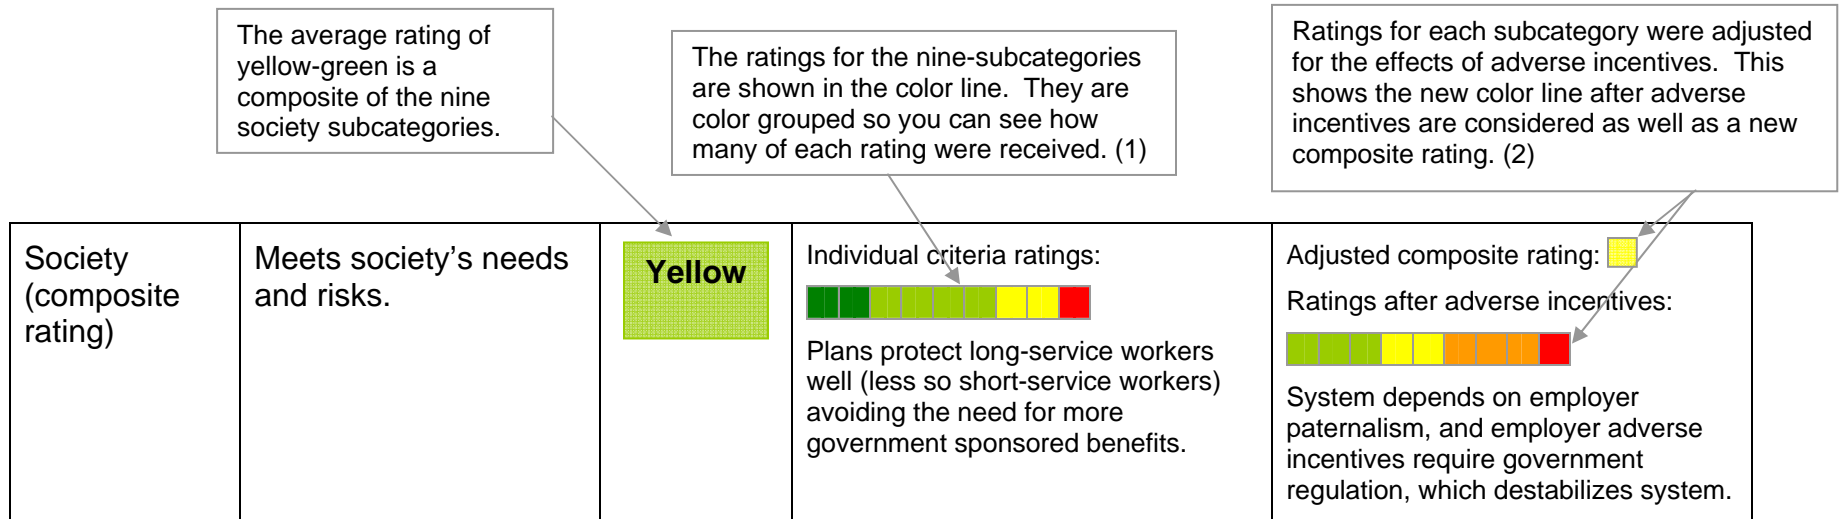 The average rating of
yellow-green is a
composite of the nine
society subcategories.
The ratings for the nine-subcategories
are shown in the color line. They are
color grouped so you can see how
many of each rating were received. (1)
Ratings for each subcategory were adjusted
for the effects of adverse incentives. This
shows the new color line after adverse
incentives are considered as well as a new
composite rating. (2)
Society
(composite
rating)
Meets society’s needs
and risks.
Yellow
Individual criteria ratings:
Plans protect long-service workers
well (less so short-service workers)
avoiding the need for more
government sponsored benefits.
Adjusted composite rating:
Ratings after adverse incentives:
System depends on employer
paternalism, and employer adverse
incentives require government
regulation, which destabilizes system.